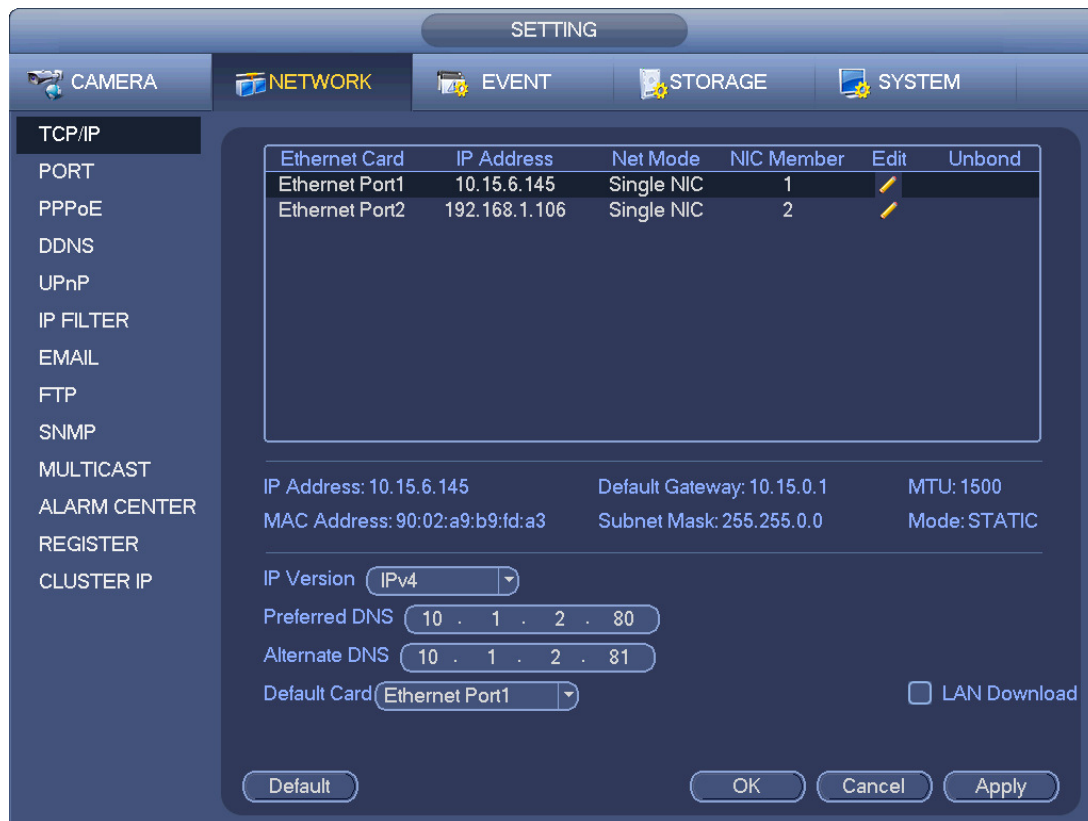 SETTING
CAMERA NETWORK EVENT STORAGE SYSTEM
TCP/IP
PORT
PPPoE
DDNS
UPnP
IP FILTER
EMAIL
FTP
SNMP
MULTICAST
ALARM CENTER
REGISTER
CLUSTER IP
Ethernet Card IP Address Net Mode NIC Member Edit Unbond
Ethernet Port1 10.15.6.145 Single NIC 1
Ethernet Port2 192.168.1.106 Single NIC 2
IP Address: 10.15.6.145 Default Gateway: 10.15.0.1 MTU: 1500
MAC Address: 90:02:a9:b9:fd:a3 Subnet Mask: 255.255.0.0 Mode: STATIC
IP Version IPv4
Preferred DNS 10 . 1 . 2 . 80
Alternate DNS 10 . 1 . 2 . 81
Default Card Ethernet Port1 LAN Download
Default OK Cancel Apply